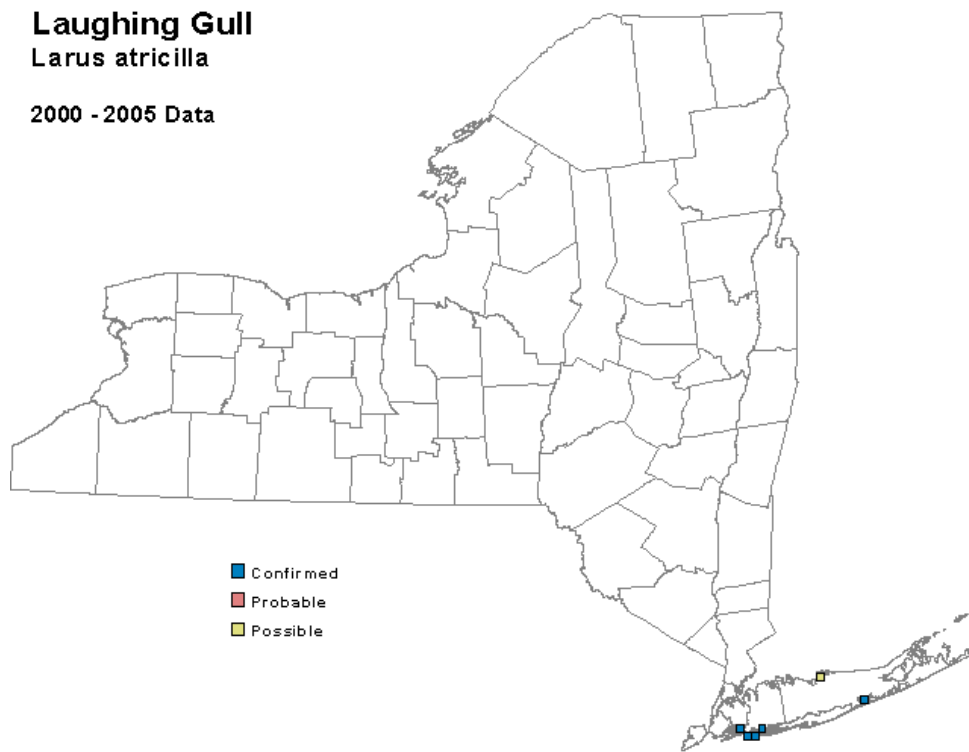 Laughing Gull
Larus atricilla
2000 - 2005 Data
Confirmed
Probable
Possible